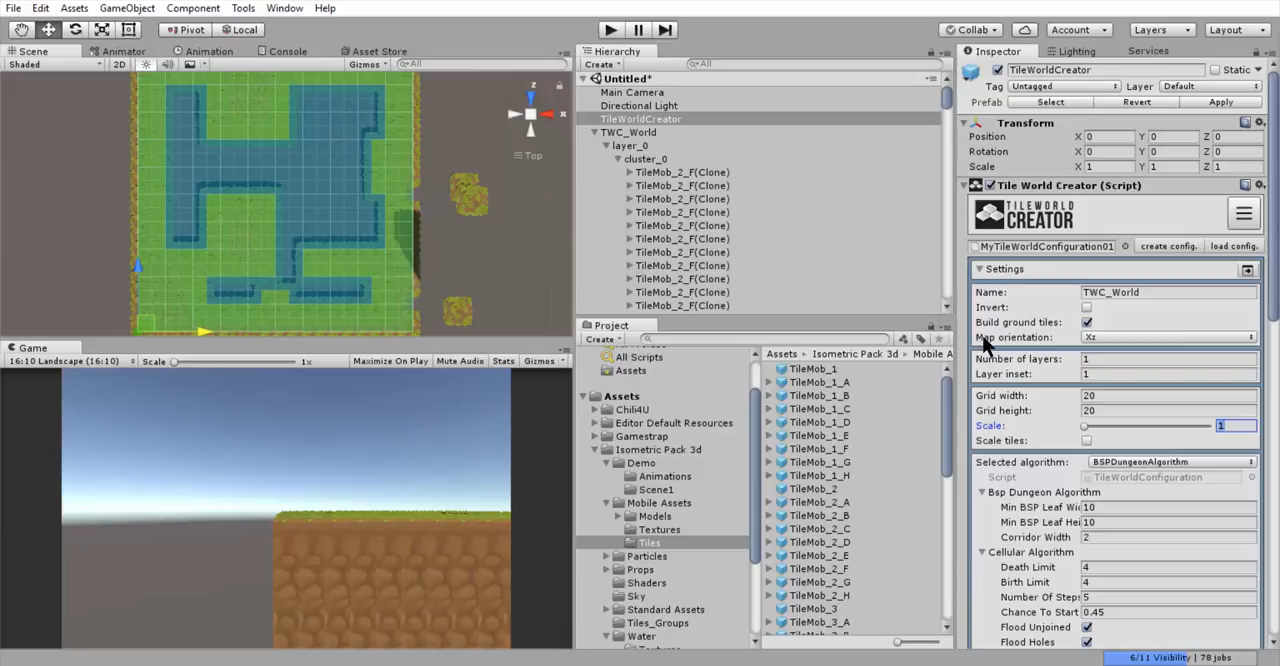 File Edit Assets GameObject Component Tools Window Help
Pivot Local Collab Account Layers Layout
Scene Animator Animation Console Asset Store
Shaded 2D Gizmos All
z
x
Top
Game
16:10 Landscape (16:10) Scale 1x Maximize On Play Mute Audio Stats Gizmos
Hierarchy
Create All
Untitled*
Main Camera
Directional Light
TileWorldCreator
TWC_World
layer_0
cluster_0
TileMob_2_F(Clone)
TileMob_2_F(Clone)
TileMob_2_F(Clone)
TileMob_2_F(Clone)
TileMob_2_F(Clone)
TileMob_2_F(Clone)
TileMob_2_F(Clone)
TileMob_2_F(Clone)
TileMob_2_F(Clone)
TileMob_2_F(Clone)
TileMob_2_F(Clone)
Project
Create
All Scripts
Assets
Assets
Chili4U
Editor Default Resources
Gamestrap
Isometric Pack 3d
Demo
Animations
Scene1
Mobile Assets
Models
Textures
Tiles
Particles
Props
Shaders
Sky
Standard Assets
Tiles_Groups
Water
Assets Isometric Pack 3d Mobile A
TileMob_1
TileMob_1_A
TileMob_1_B
TileMob_1_C
TileMob_1_D
TileMob_1_E
TileMob_1_F
TileMob_1_G
TileMob_1_H
TileMob_2
TileMob_2_A
TileMob_2_B
TileMob_2_C
TileMob_2_D
TileMob_2_E
TileMob_2_F
TileMob_2_G
TileMob_2_H
TileMob_3
TileMob_3_A
Inspector Lighting Services
TileWorldCreator Static
Tag Untagged Layer Default
Prefab Select Revert Apply
Transform
Position X 0 Y 0 Z 0
Rotation X 0 Y 0 Z 0
Scale X 1 Y 1 Z 1
Tile World Creator (Script)
TILEWORLD
CREATOR
MyTileWorldConfiguration01 create config. load config.
Settings
Name: TWC_World
Invert:
Build ground tiles:
Map orientation: Xz
Number of layers: 1
Layer inset: 1
Grid width: 20
Grid height: 20
Scale: 1
Scale tiles:
Selected algorithm: BSPDungeonAlgorithm
Script TileWorldConfiguration
Bsp Dungeon Algorithm
Min BSP Leaf Wi 10
Min BSP Leaf Hei 10
Corridor Width 2
Cellular Algorithm
Death Limit 4
Birth Limit 4
Number Of Steps 5
Chance To Start 0.45
Flood Unjoined
Flood Holes
6/11 Visibility | 78 jobs